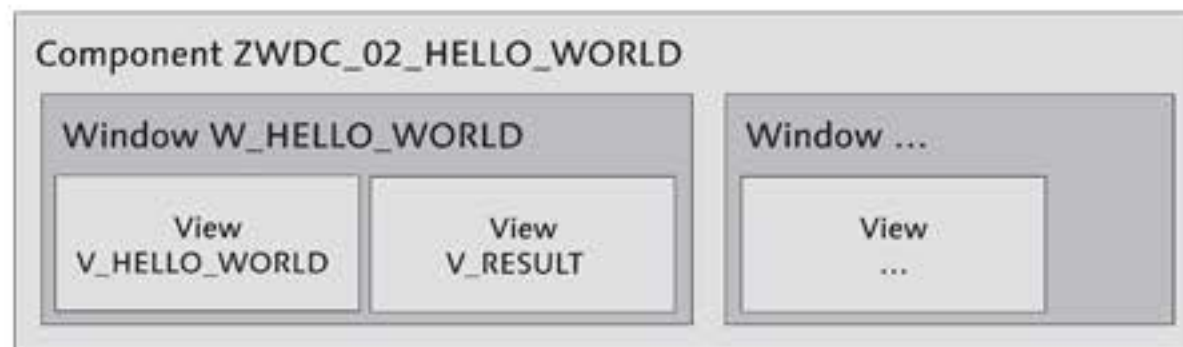 Component ZWDC_02_HELLO_WORLD
Window W_HELLO_WORLD
View
V_HELLO_WORLD
View
V_RESULT
Window ...
View
...